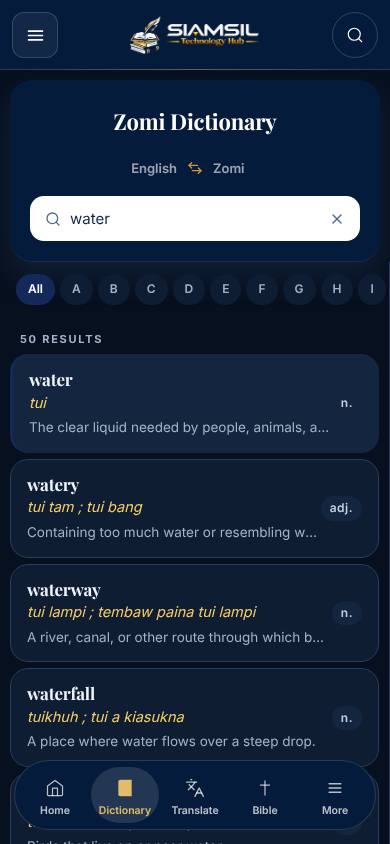 SIAMSIL
Technology Hub
Zomi Dictionary
English Zomi
water
All A B C D E F G H I
50 RESULTS
water
tui
n.
The clear liquid needed by people, animals, a...
watery
tui tam ; tui bang
adj.
Containing too much water or resembling w...
waterway
tui lampi ; tembaw paina tui lampi
n.
A river, canal, or other route through which b...
waterfall
tuikhuh ; tui a kiasukna
n.
A place where water flows over a steep drop.
Home Dictionary Translate Bible More